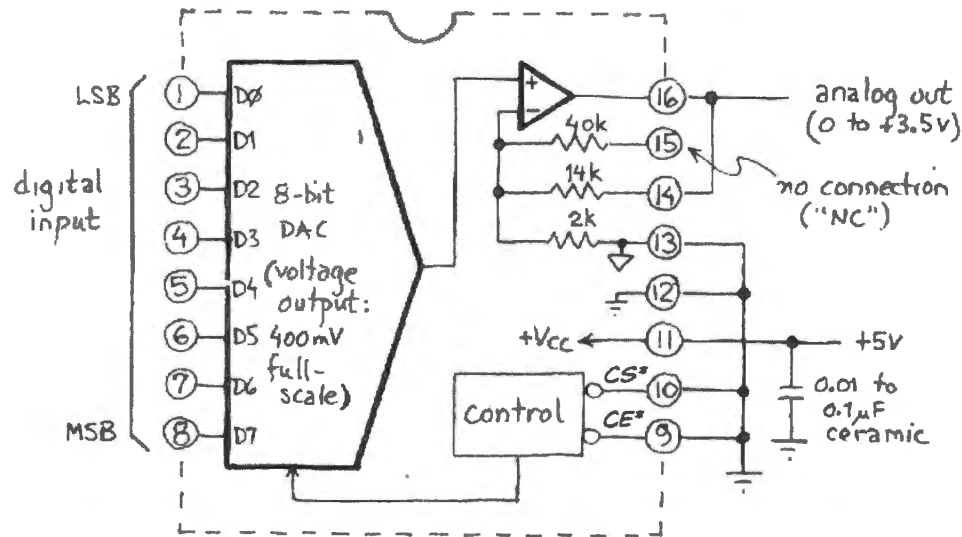 LSB
digital
input
MSB
1
2
3
4
5
6
7
8
DØ
D1
D2
D3
D4
D5
D6
D7
8-bit
DAC
(voltage
output:
400mV
full-
scale)
+
−
40k
14k
2k
+Vcc
control
CS*
CE*
16
15
14
13
12
11
10
9
analog out
(0 to +3.5v)
no connection
("NC")
+5V
0.01 to
0.1µF
ceramic